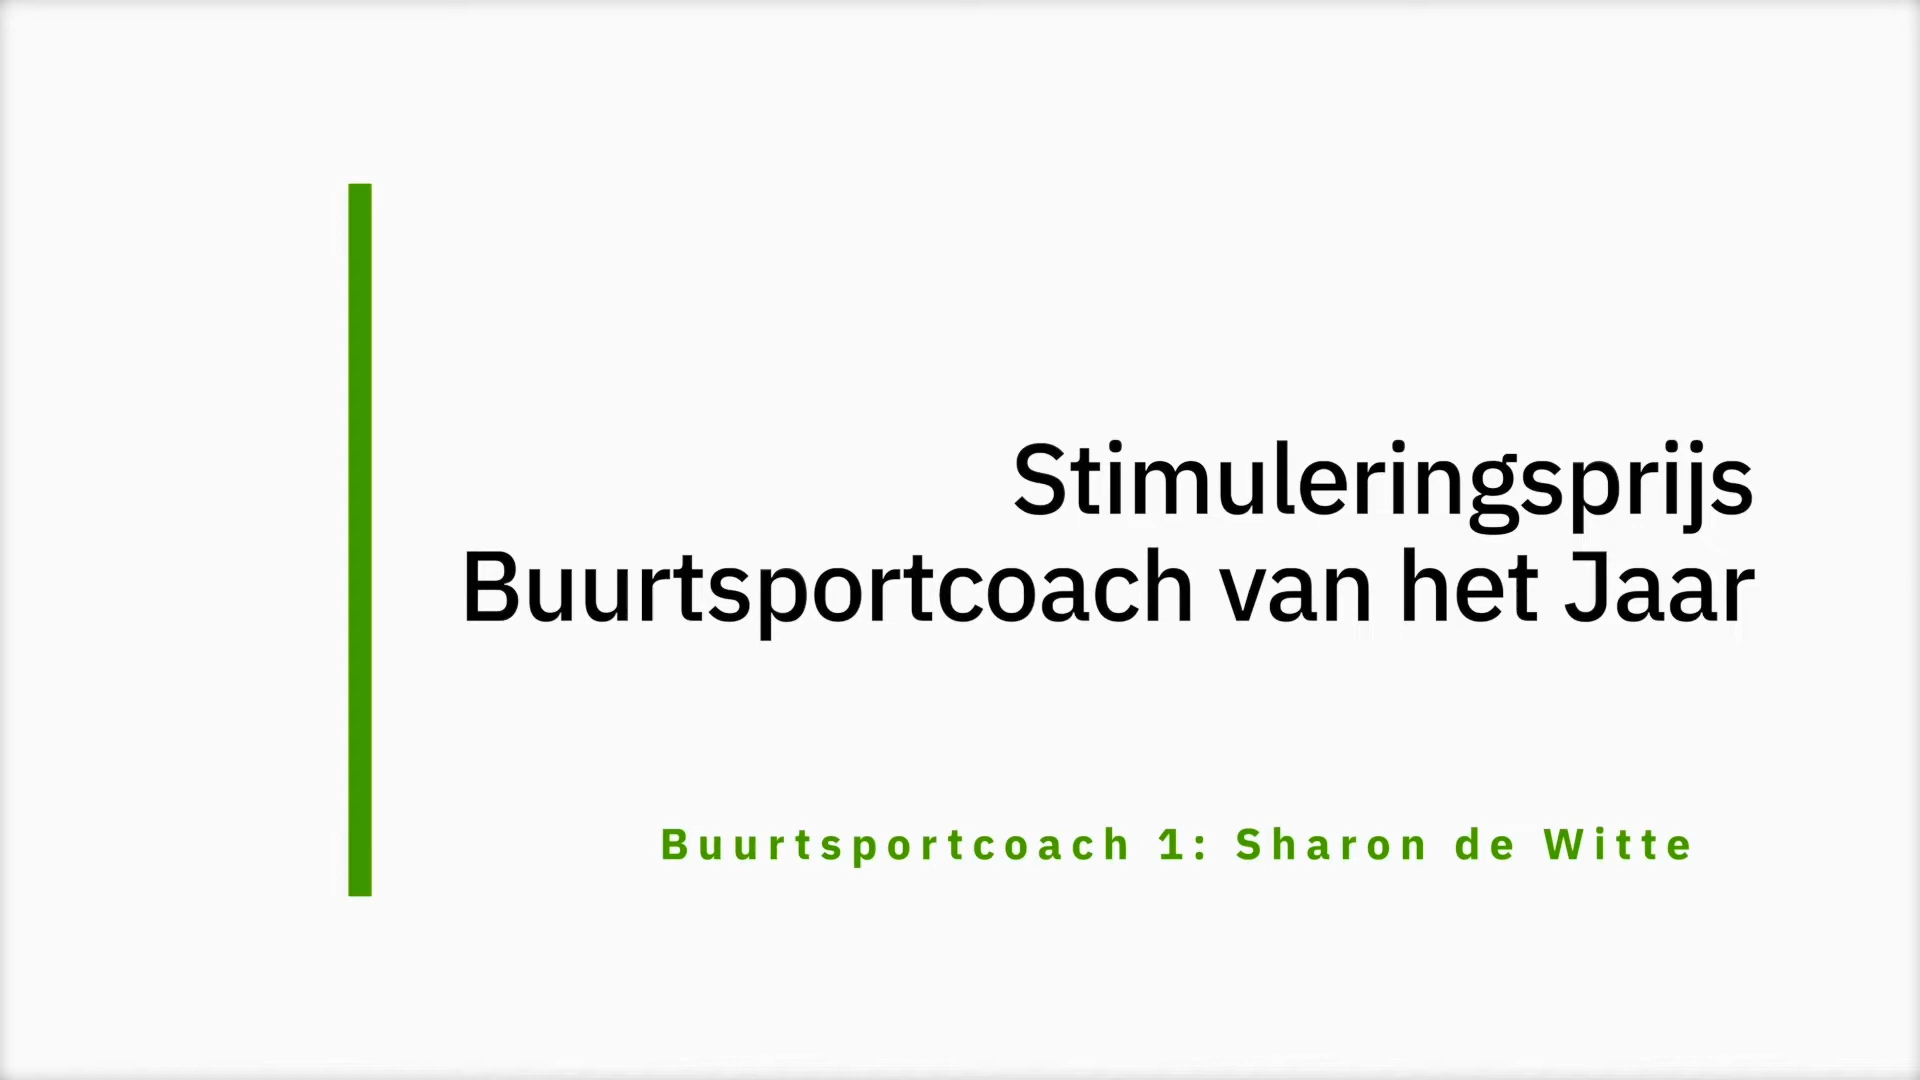 Stimuleringsprijs
Buurtsportcoach van het Jaar
Buurtsportcoach 1: Sharon de Witte